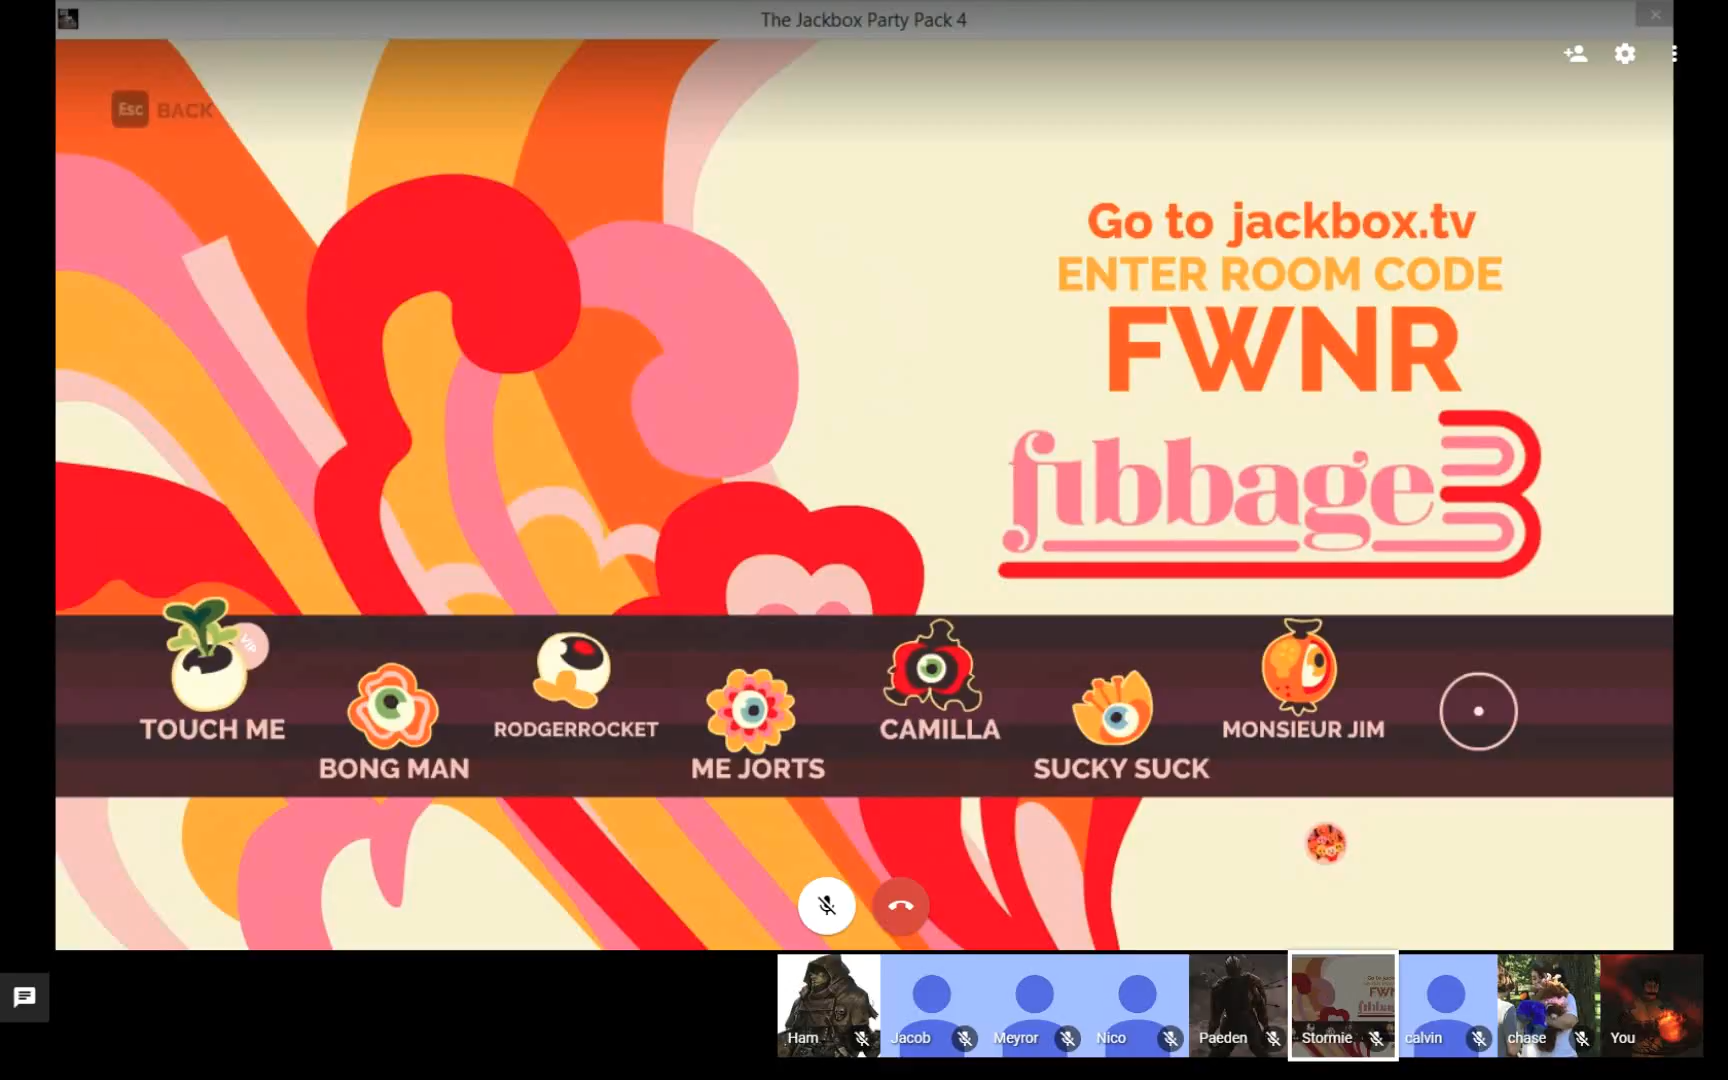 The Jackbox Party Pack 4
Esc BACK
Go to jackbox.tv
ENTER ROOM CODE
FWNR
fibbage 3
VIP
TOUCH ME
BONG MAN
RODGERROCKET
ME JORTS
CAMILLA
SUCKY SUCK
MONSIEUR JIM
Ham
Jacob
Meyror
Nico
Paeden
Stormie
calvin
chase
You